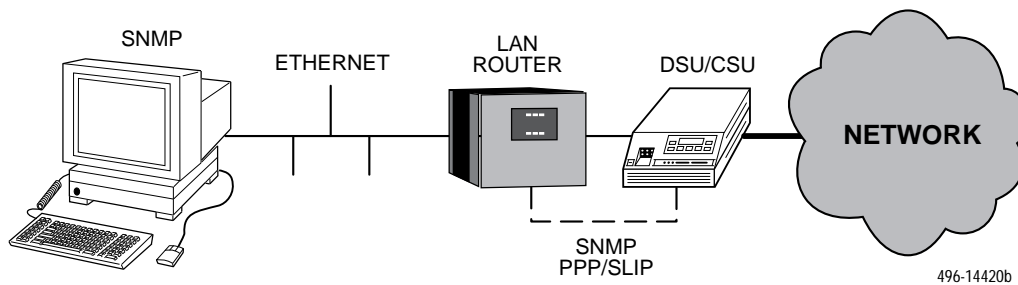 SNMP
ETHERNET
LAN
ROUTER
DSU/CSU
NETWORK
SNMP
PPP/SLIP
496-14420b